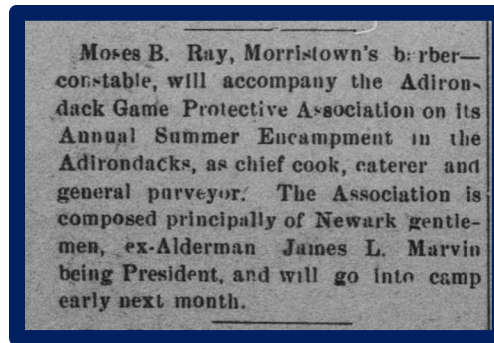 Moses B. Ray, Morristown's barber—
constable, will accompany the Adiron-
dack Game Protective Association on its
Annual Summer Encampment in the
Adirondacks, as chief cook, caterer and
general purveyor. The Association is
composed principally of Newark gentle-
men, ex-Alderman James L. Marvin
being President, and will go into camp
early next month.